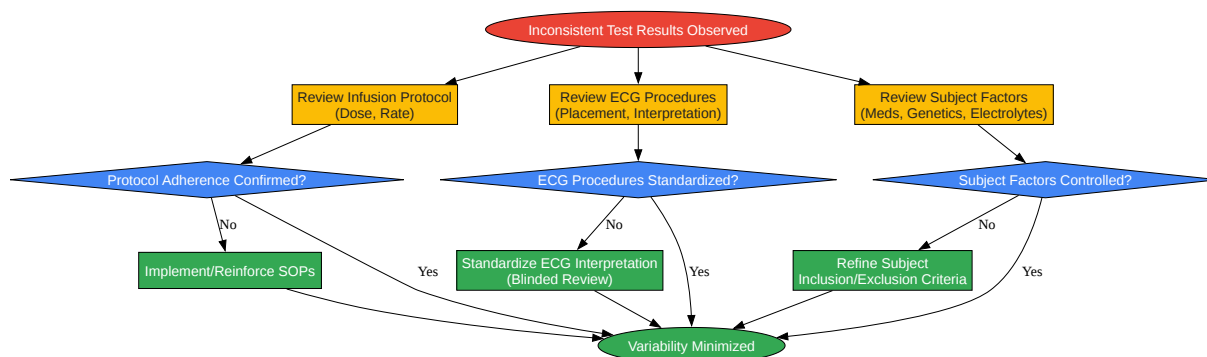 Inconsistent Test Results Observed
Review Infusion Protocol
(Dose, Rate)
Review ECG Procedures
(Placement, Interpretation)
Review Subject Factors
(Meds, Genetics, Electrolytes)
Protocol Adherence Confirmed?
ECG Procedures Standardized?
Subject Factors Controlled?
No
No
No
Implement/Reinforce SOPs
Yes
Standardize ECG Interpretation
(Blinded Review)
Yes
Refine Subject
Inclusion/Exclusion Criteria
Yes
Variability Minimized